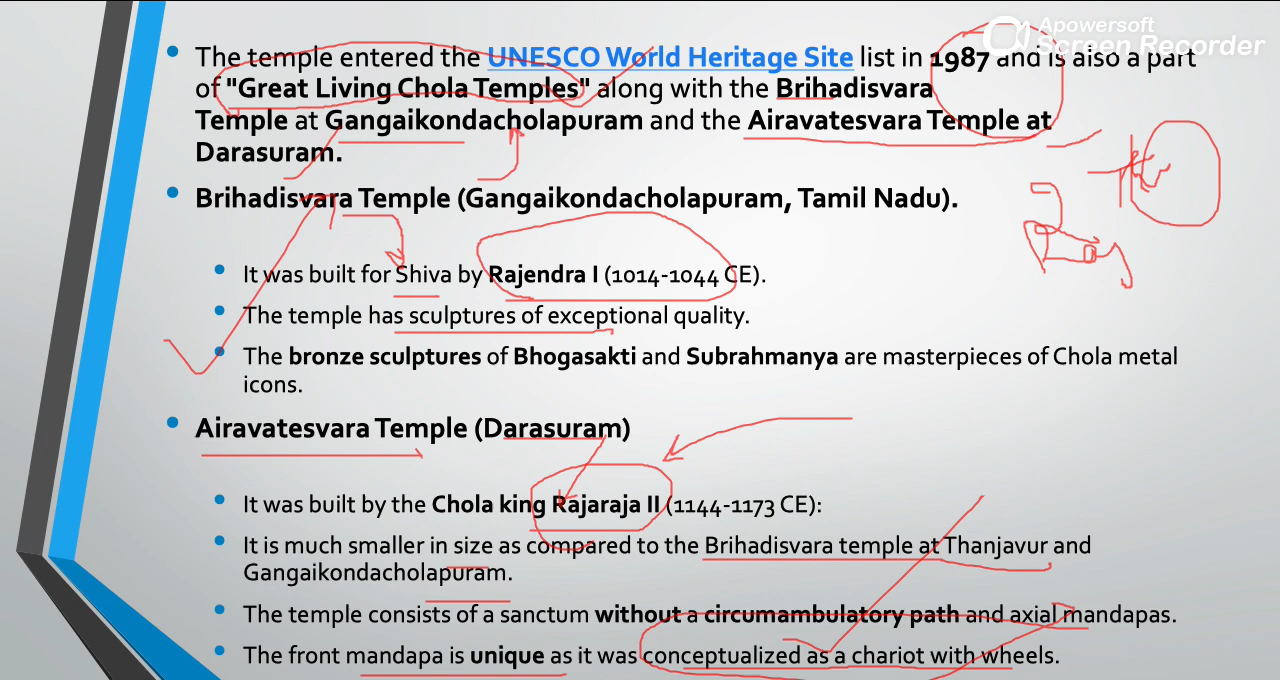 Apowersoft
Screen Recorder
The temple entered the UNESCO World Heritage Site list in 1987 and is also a part
of "Great Living Chola Temples" along with the Brihadisvara
Temple at Gangaikondacholapuram and the Airavatesvara Temple at
Darasuram.
Brihadisvara Temple (Gangaikondacholapuram, Tamil Nadu).
It was built for Shiva by Rajendra I (1014-1044 CE).
The temple has sculptures of exceptional quality.
The bronze sculptures of Bhogasakti and Subrahmanya are masterpieces of Chola metal
icons.
Airavatesvara Temple (Darasuram)
It was built by the Chola king Rajaraja II (1144-1173 CE):
It is much smaller in size as compared to the Brihadisvara temple at Thanjavur and
Gangaikondacholapuram.
The temple consists of a sanctum without a circumambulatory path and axial mandapas.
The front mandapa is unique as it was conceptualized as a chariot with wheels.